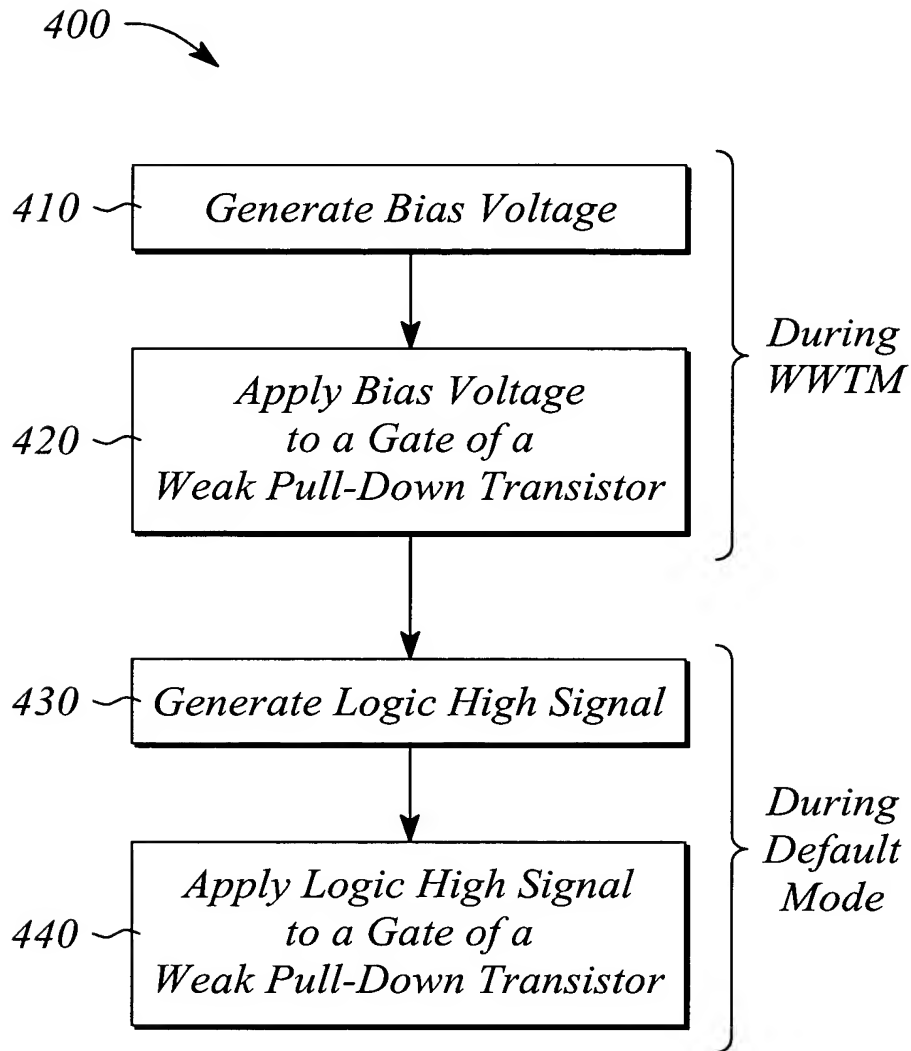 400
410
Generate Bias Voltage
420
Apply Bias Voltage
to a Gate of a
Weak Pull-Down Transistor
During
WWTM
430
Generate Logic High Signal
440
Apply Logic High Signal
to a Gate of a
Weak Pull-Down Transistor
During
Default
Mode